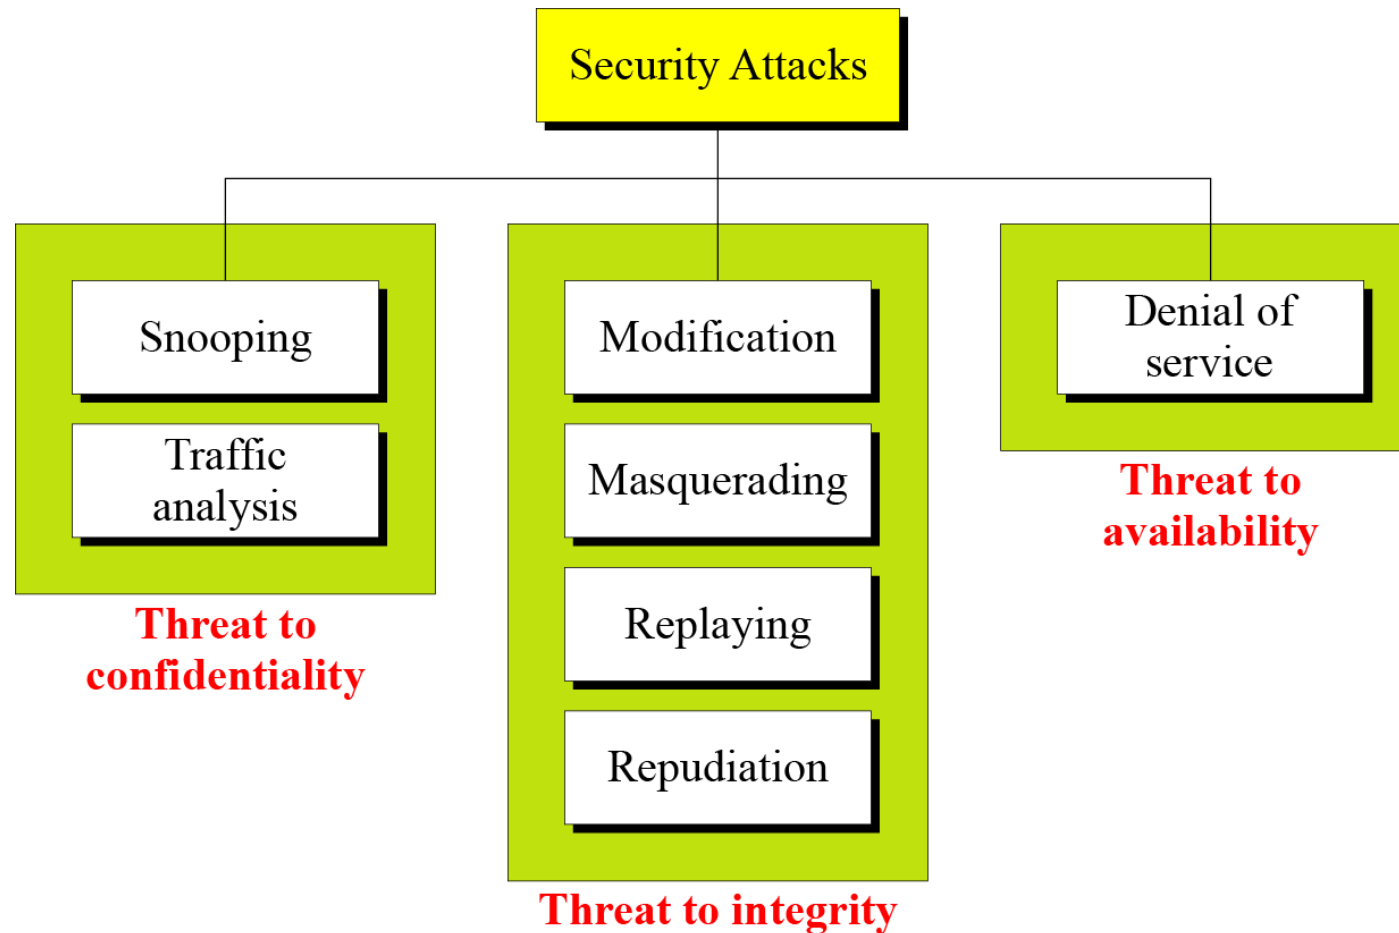 Security Attacks
Snooping
Traffic
analysis
Threat to
confidentiality
Modification
Masquerading
Replaying
Repudiation
Threat to integrity
Denial of
service
Threat to
availability